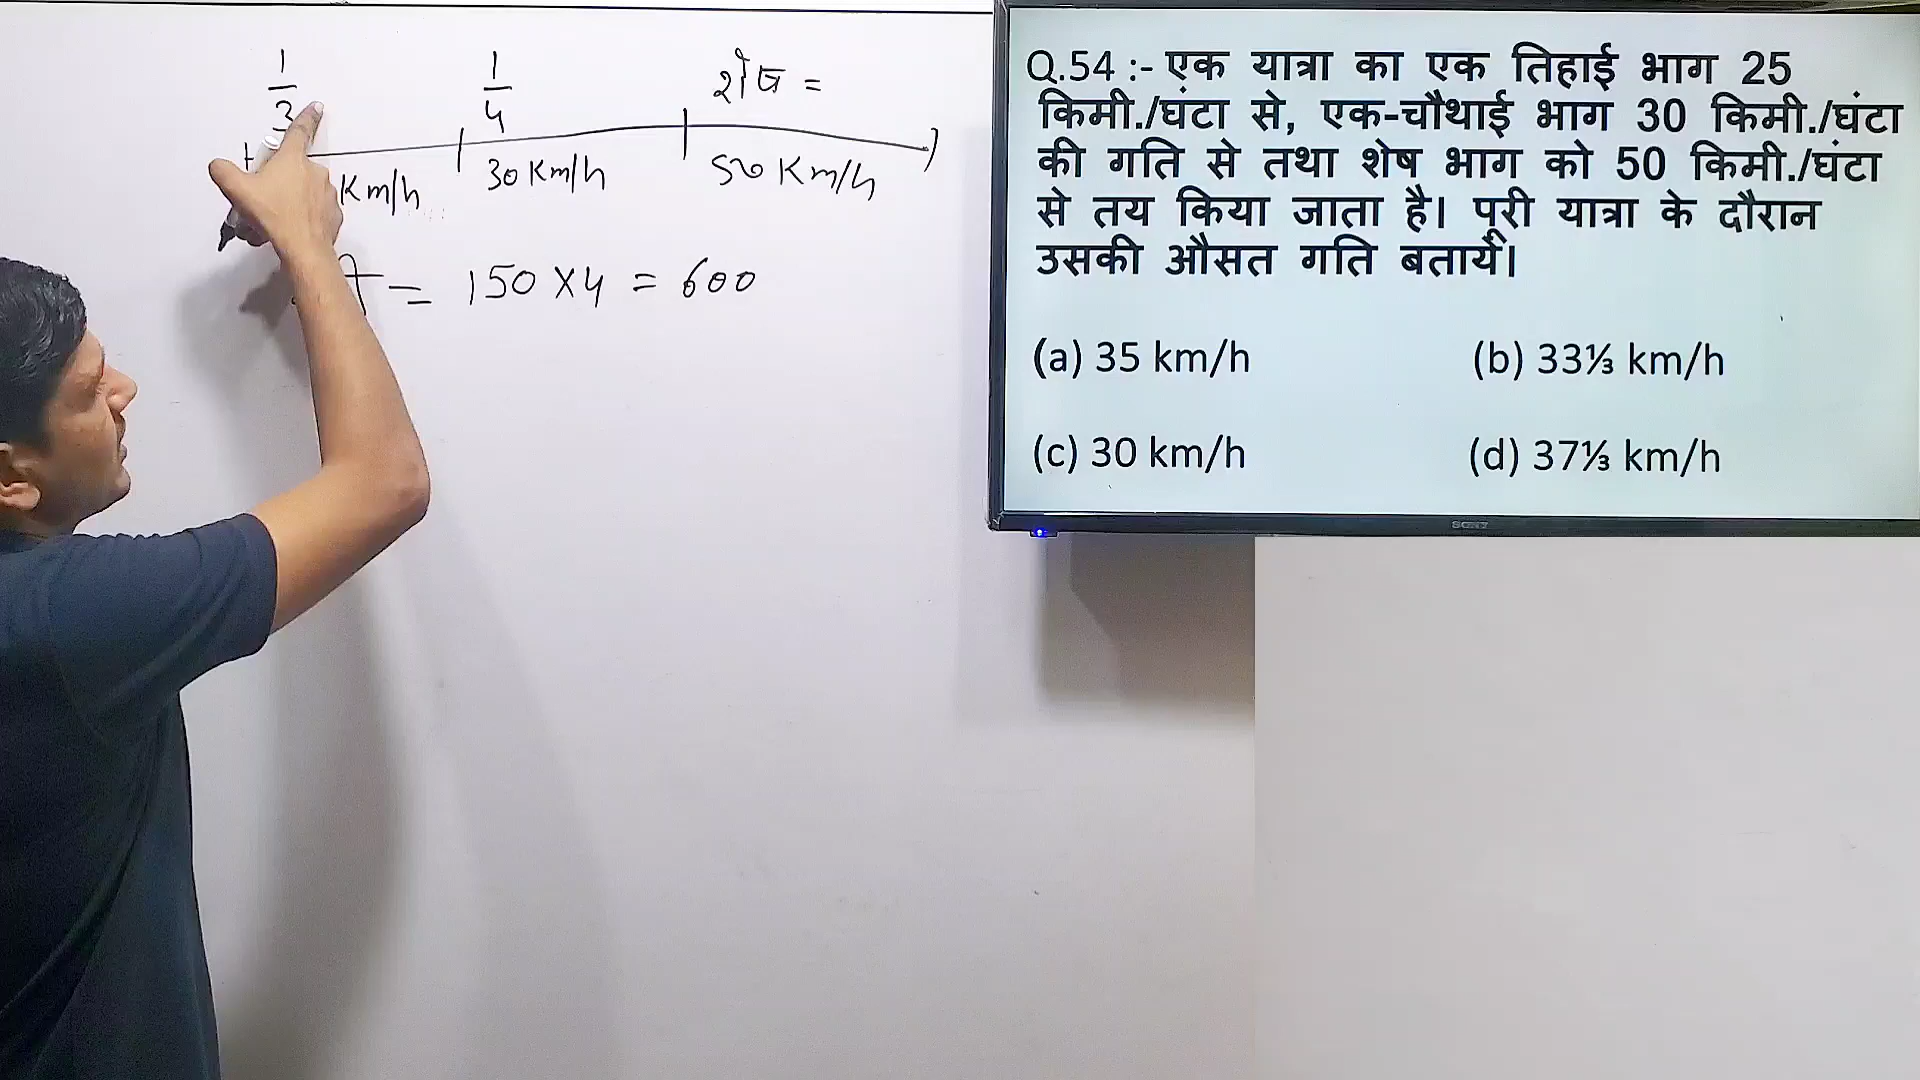 1/3 1/4 शेष =
Km/h 30 Km/h 50 Km/h
= 150 × 4 = 600
Q.54 :- एक यात्रा का एक तिहाई भाग 25
किमी./घंटा से, एक-चौथाई भाग 30 किमी./घंटा
की गति से तथा शेष भाग को 50 किमी./घंटा
से तय किया जाता है। पूरी यात्रा के दौरान
उसकी औसत गति बतायें।
(a) 35 km/h (b) 33⅓ km/h
(c) 30 km/h (d) 37⅓ km/h
SONY